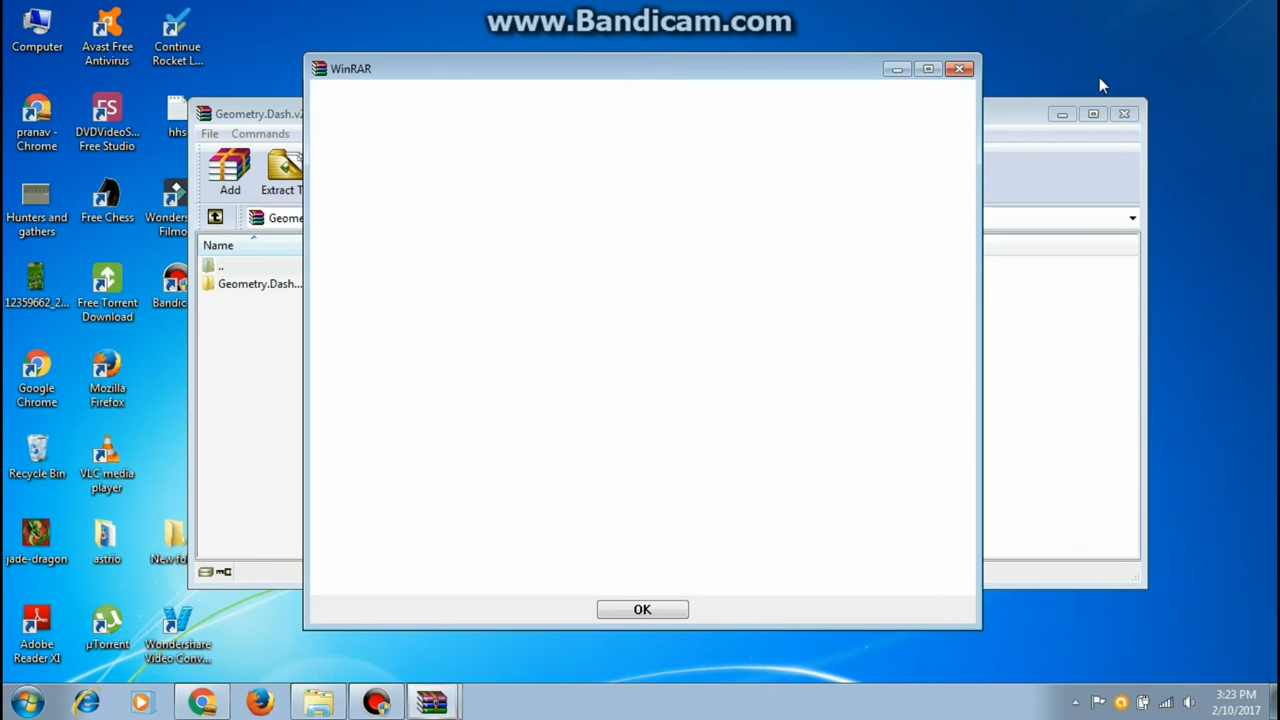 www.Bandicam.com
Computer
Avast Free
Antivirus
Continue
Rocket L...
WinRAR
Geometry.Dash.v2
File
Commands
pranav -
Chrome
DVDVideoS...
Free Studio
hhs
Add
Extract T
Hunters and
gathers
Free Chess
Wonders
Filmo
Geome
Name
..
Geometry.Dash...
12359662_2...
Free Torrent
Download
Bandic
Google
Chrome
Mozilla
Firefox
Recycle Bin
VLC media
player
jade-dragon
astrio
New fo
OK
Adobe
Reader XI
µTorrent
Wondershare
Video Conv...
3:23 PM
2/10/2017